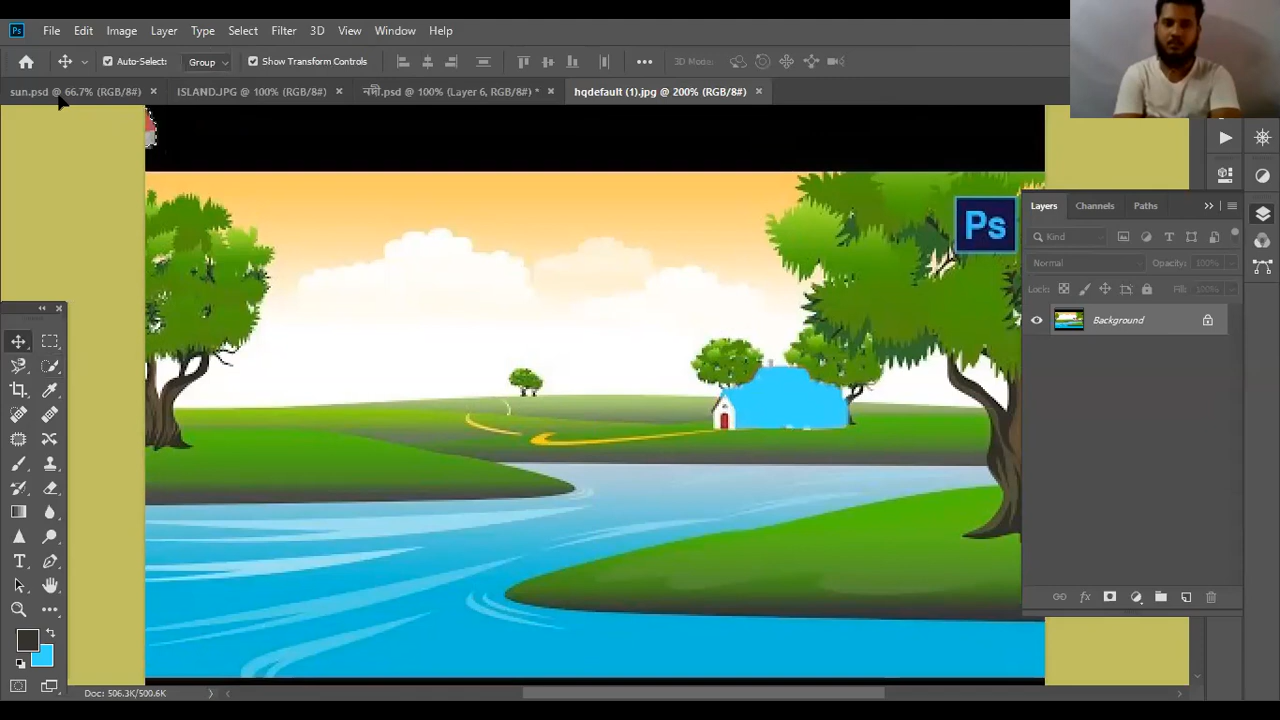 Ps File Edit Image Layer Type Select Filter 3D View Window Help
Auto-Select: Group Show Transform Controls 3D Mode:
sun.psd @ 66.7% (RGB/8#) ISLAND.JPG @ 100% (RGB/8#) नदी.psd @ 100% (Layer 6, RGB/8#) * hqdefault (1).jpg @ 200% (RGB/8#)
Ps
Layers Channels Paths
Kind
Normal Opacity: 100%
Lock: Fill: 100%
Background
Doc: 506.3K/500.6K